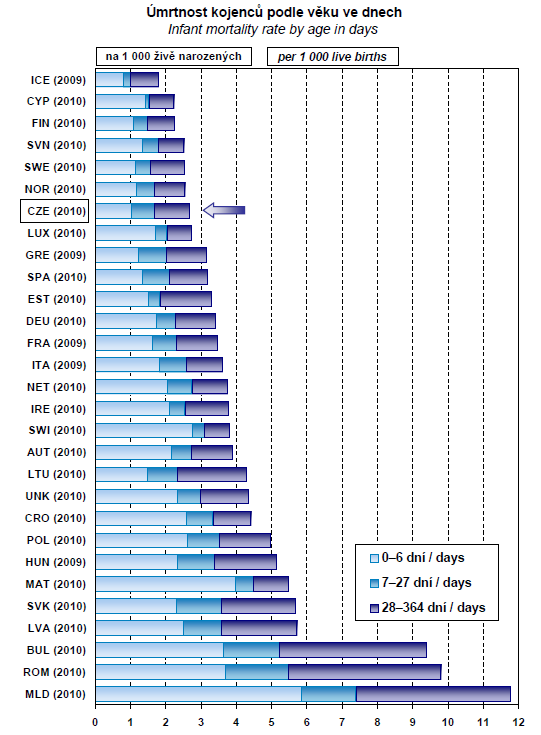 Úmrtnost kojenců podle věku ve dnech
Infant mortality rate by age in days
na 1 000 živě narozených
per 1 000 live births
ICE (2009)
CYP (2010)
FIN (2010)
SVN (2010)
SWE (2010)
NOR (2010)
CZE (2010)
LUX (2010)
GRE (2009)
SPA (2010)
EST (2010)
DEU (2010)
FRA (2009)
ITA (2009)
NET (2010)
IRE (2010)
SWI (2010)
AUT (2010)
LTU (2010)
UNK (2010)
CRO (2010)
POL (2010)
HUN (2009)
MAT (2010)
SVK (2010)
LVA (2010)
BUL (2010)
ROM (2010)
MLD (2010)
0–6 dní / days
7–27 dní / days
28–364 dní / days
0 1 2 3 4 5 6 7 8 9 10 11 12